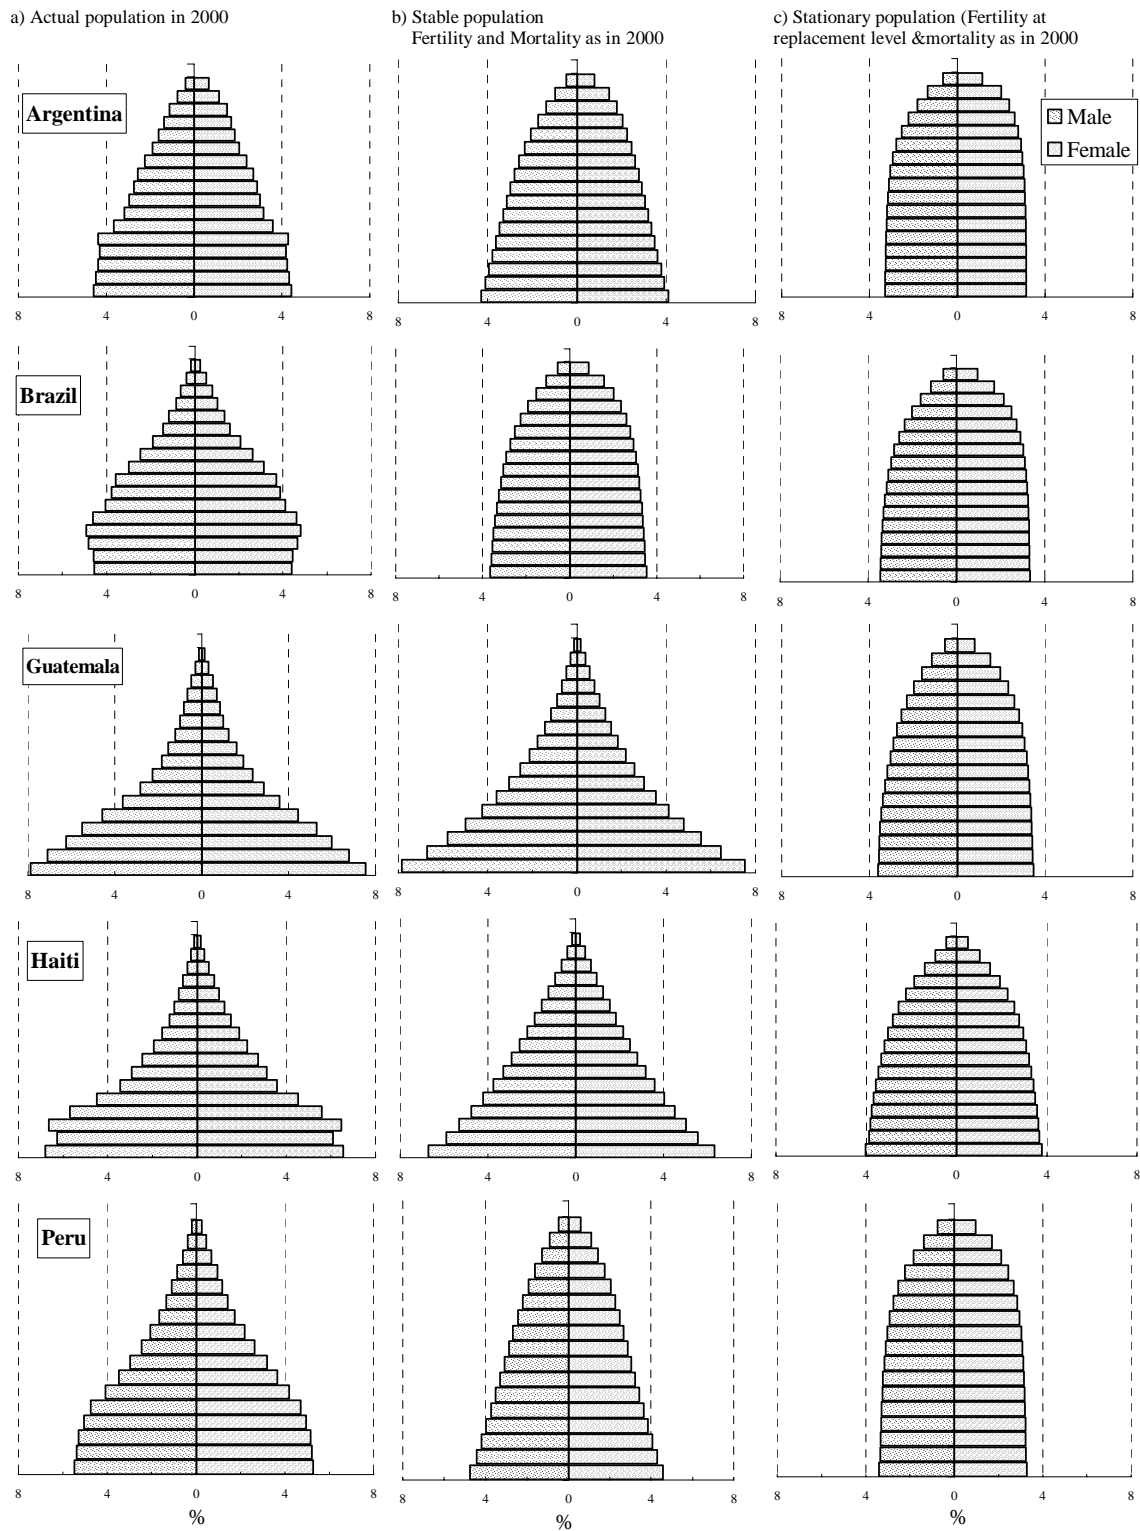 a) Actual population in 2000
b) Stable population
Fertility and Mortality as in 2000
c) Stationary population (Fertility at
replacement level &mortality as in 2000
Argentina
Male
Female
8 4 0 4 8
8 4 0 4 8
8 4 0 4 8
Brazil
8 4 0 4 8
8 4 0 4 8
8 4 0 4 8
Guatemala
8 4 0 4 8
8 4 0 4 8
8 4 0 4 8
Haiti
8 4 0 4 8
8 4 0 4 8
8 4 0 4 8
Peru
8 4 0 4 8
8 4 0 4 8
8 4 0 4 8
%
%
%